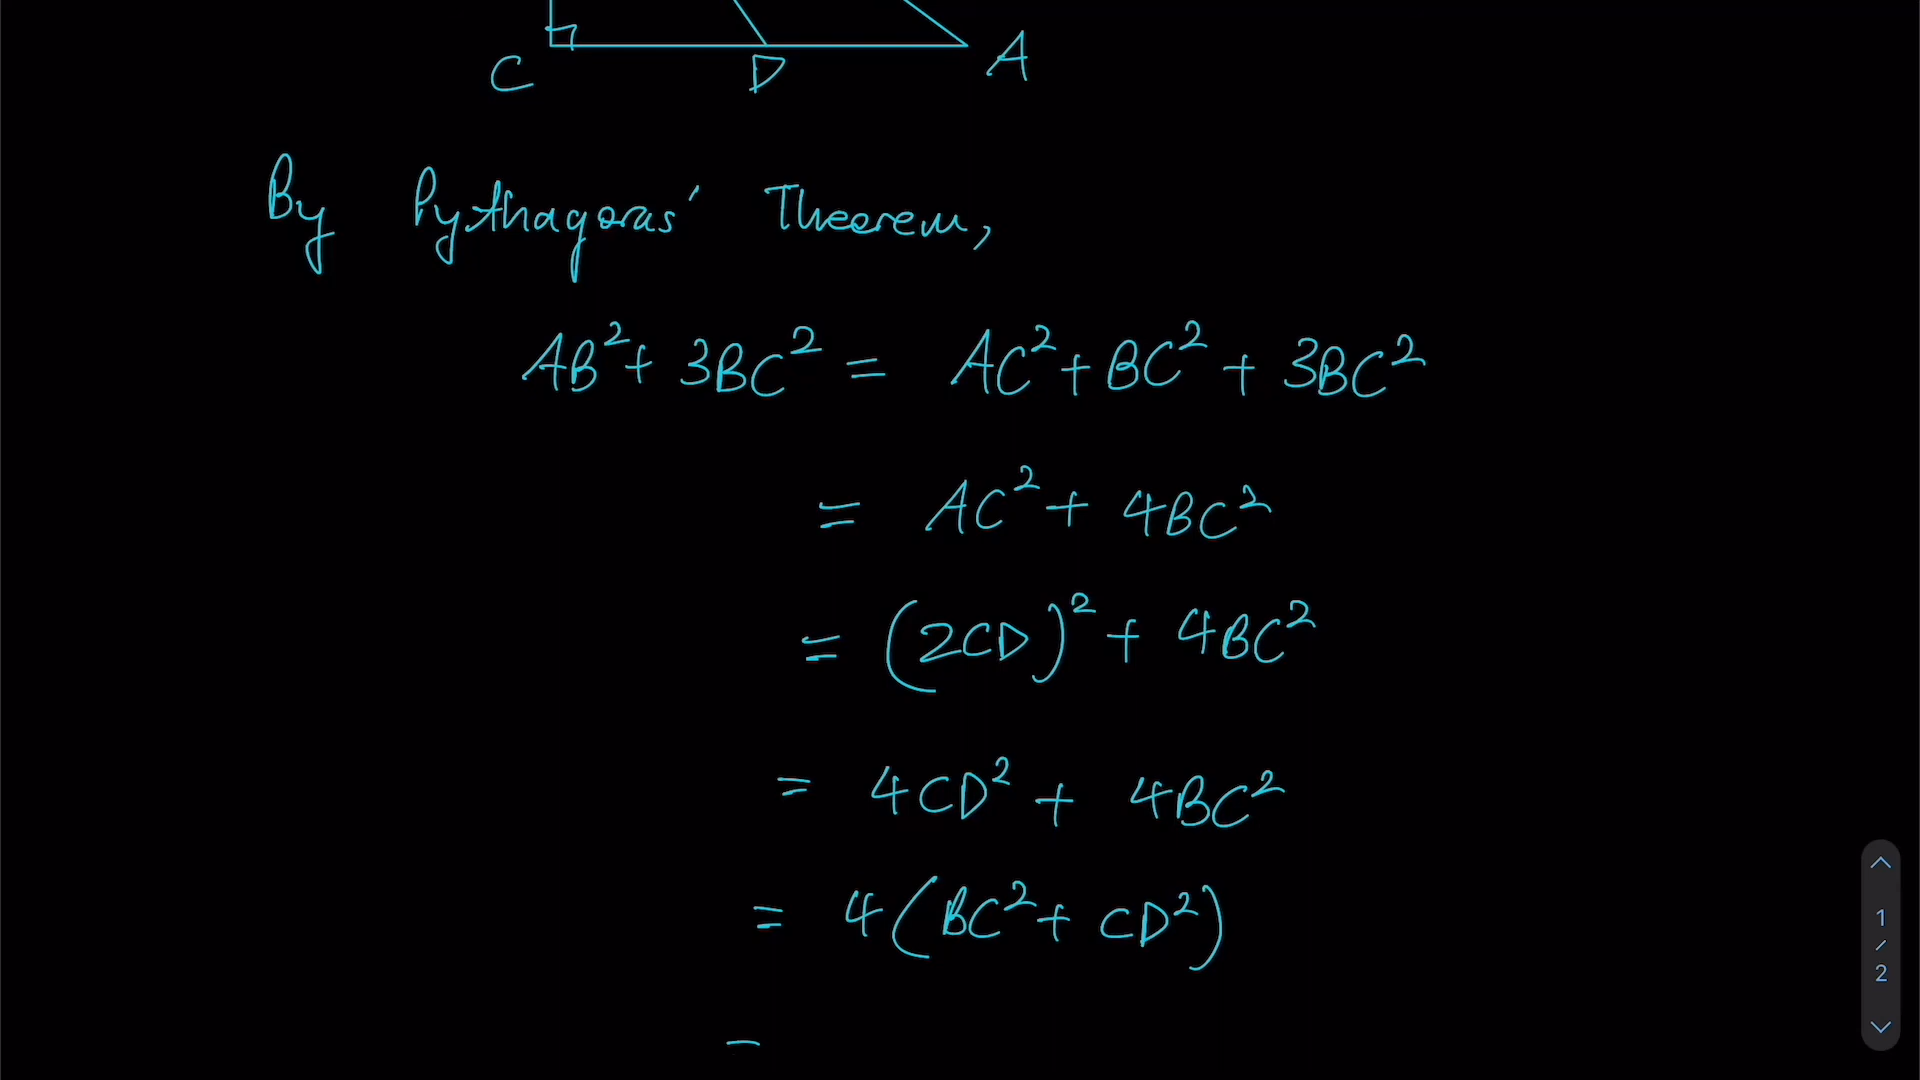 C D A
By Pythagoras' Theorem,
AB² + 3BC² = AC² + BC² + 3BC²
= AC² + 4BC²
= (2CD)² + 4BC²
= 4CD² + 4BC²
= 4(BC² + CD²)
1
/
2